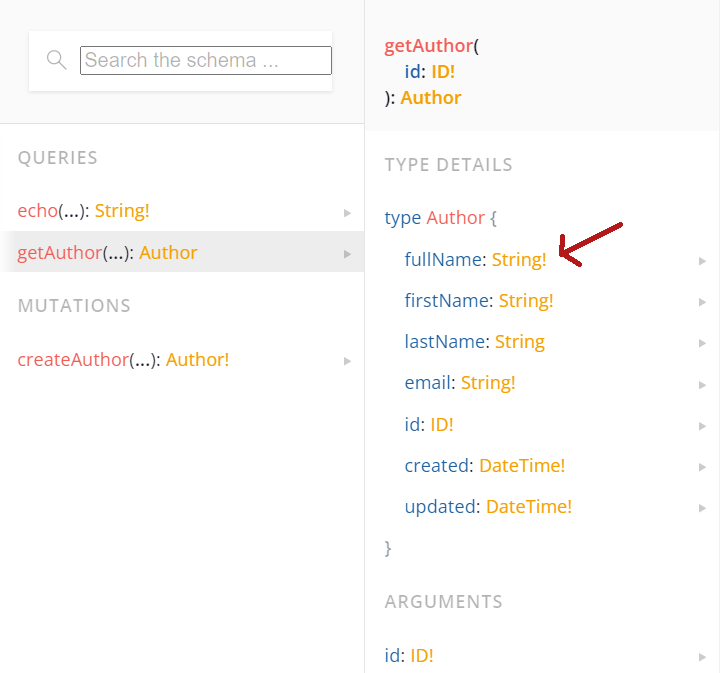 Search the schema ...
QUERIES
echo(...): String!
getAuthor(...): Author
MUTATIONS
createAuthor(...): Author!
getAuthor(
id: ID!
): Author
TYPE DETAILS
type Author {
fullName: String!
firstName: String!
lastName: String
email: String!
id: ID!
created: DateTime!
updated: DateTime!
}
ARGUMENTS
id: ID!